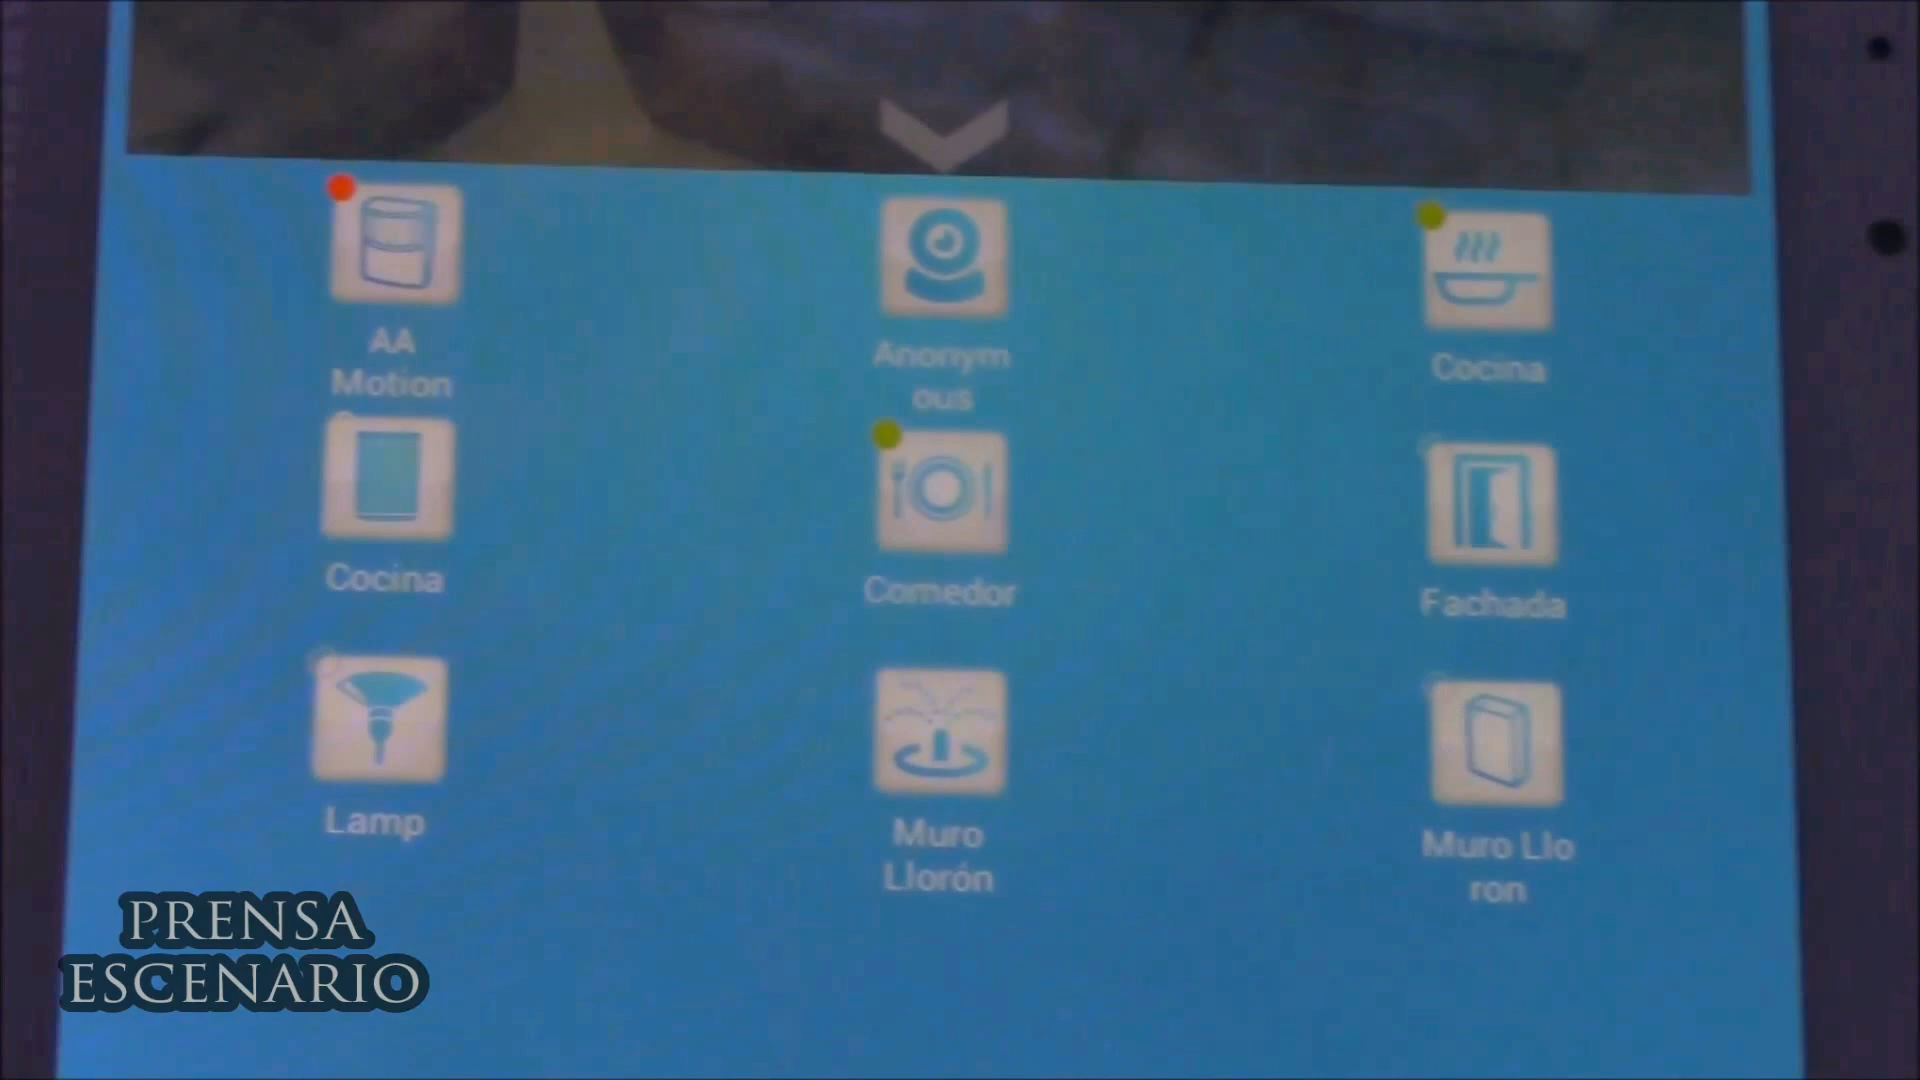 AA
Motion
Anonym
ous
Cocina
Cocina
Comedor
Fachada
Lamp
Muro
Llorón
Muro Llo
ron
PRENSA
ESCENARIO